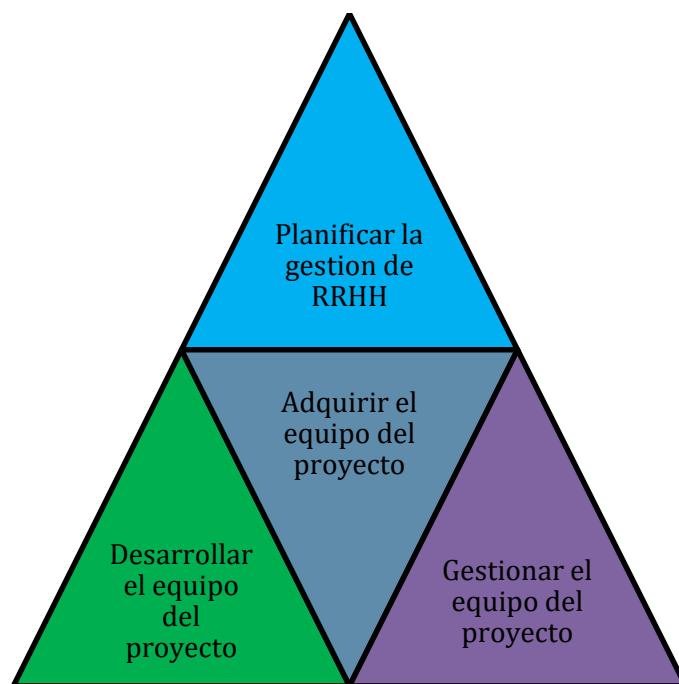 Planificar la
gestion de
RRHH
Adquirir el
equipo del
proyecto
Desarrollar
el equipo
del
proyecto
Gestionar el
equipo del
proyecto